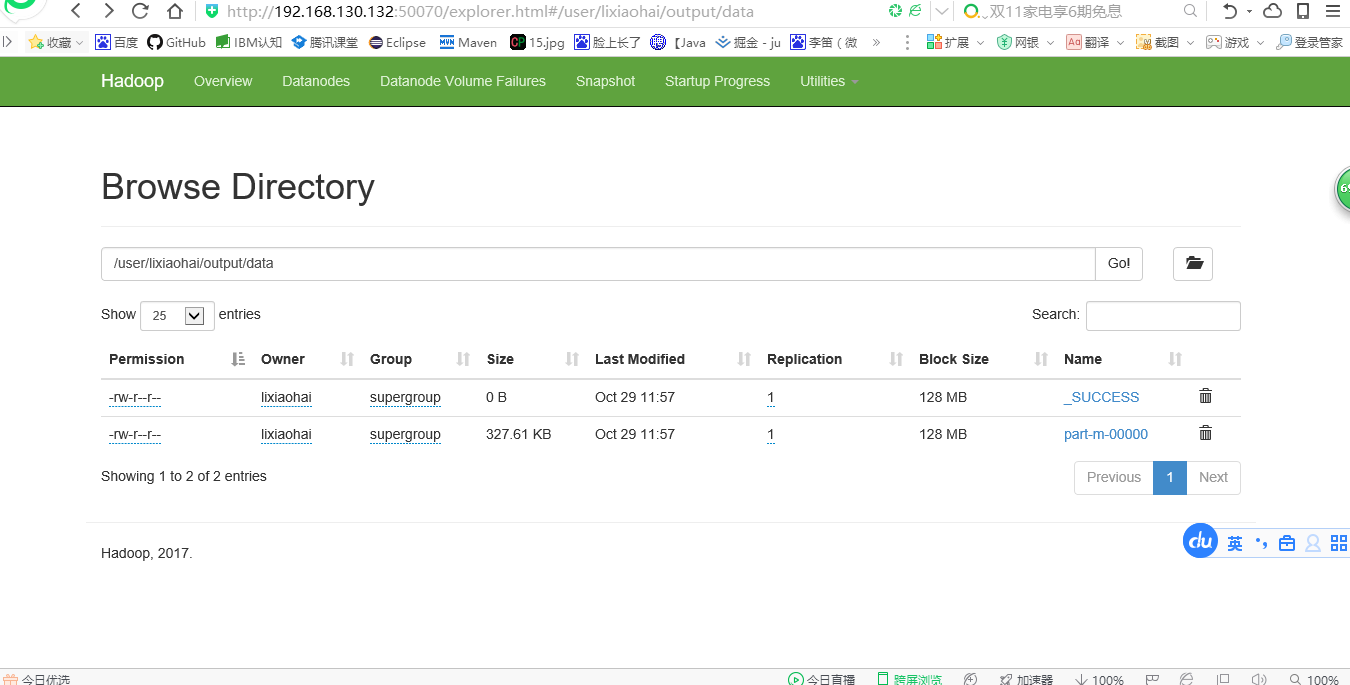 http://192.168.130.132:50070/explorer.html#/user/lixiaohai/output/data
双11家电享6期免息
收藏 百度 GitHub IBM认知 腾讯课堂 Eclipse Maven 15.jpg 脸上长了 【Java 掘金 - ju 李笛（微 » 扩展 网银 翻译 截图 游戏 登录管家
Hadoop Overview Datanodes Datanode Volume Failures Snapshot Startup Progress Utilities
Browse Directory
/user/lixiaohai/output/data Go!
Show 25 entries Search:
Permission Owner Group Size Last Modified Replication Block Size Name
-rw-r--r-- lixiaohai supergroup 0 B Oct 29 11:57 1 128 MB _SUCCESS
-rw-r--r-- lixiaohai supergroup 327.61 KB Oct 29 11:57 1 128 MB part-m-00000
Showing 1 to 2 of 2 entries Previous 1 Next
Hadoop, 2017.
du 英
今日优选 今日直播 跨屏浏览 加速器 100% 100%